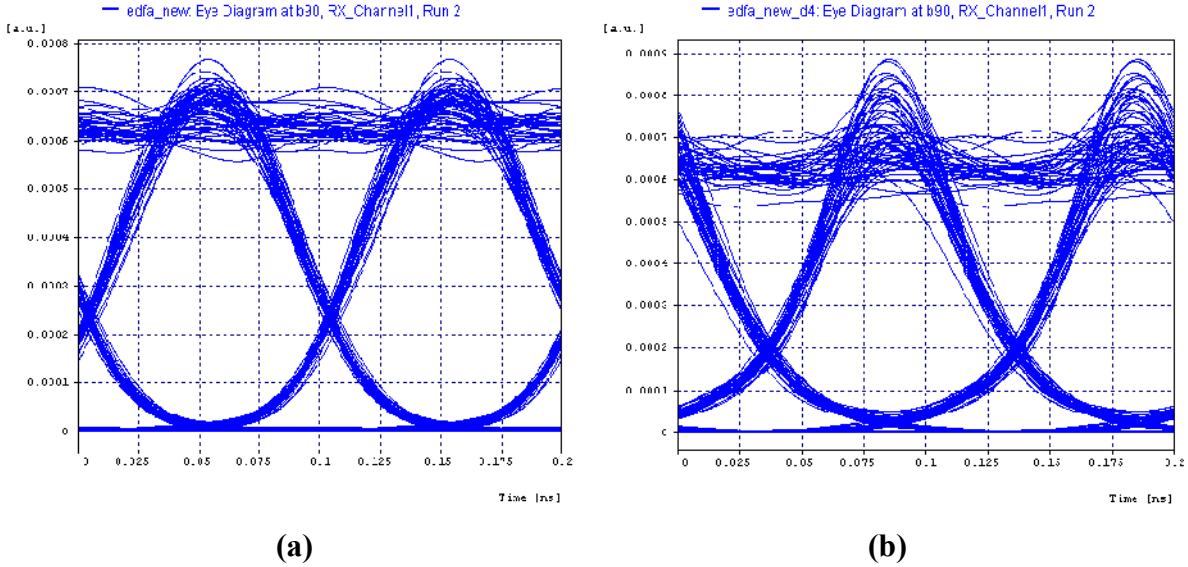 edfa_new: Eye Diagram at b90, RX_Channel1, Run 2
[a.u.]
0.0008
0.0007
0.0006
0.0005
0.0004
0.0003
0.0002
0.0001
0
0 0.025 0.05 0.075 0.1 0.125 0.15 0.175 0.2
Time [ns]
(a)
edfa_new_d4: Eye Diagram at b90, RX_Channel1, Run 2
[a.u.]
0.0009
0.0008
0.0007
0.0006
0.0005
0.0004
0.0003
0.0002
0.0001
0
0 0.025 0.05 0.075 0.1 0.125 0.15 0.175 0.2
Time [ns]
(b)